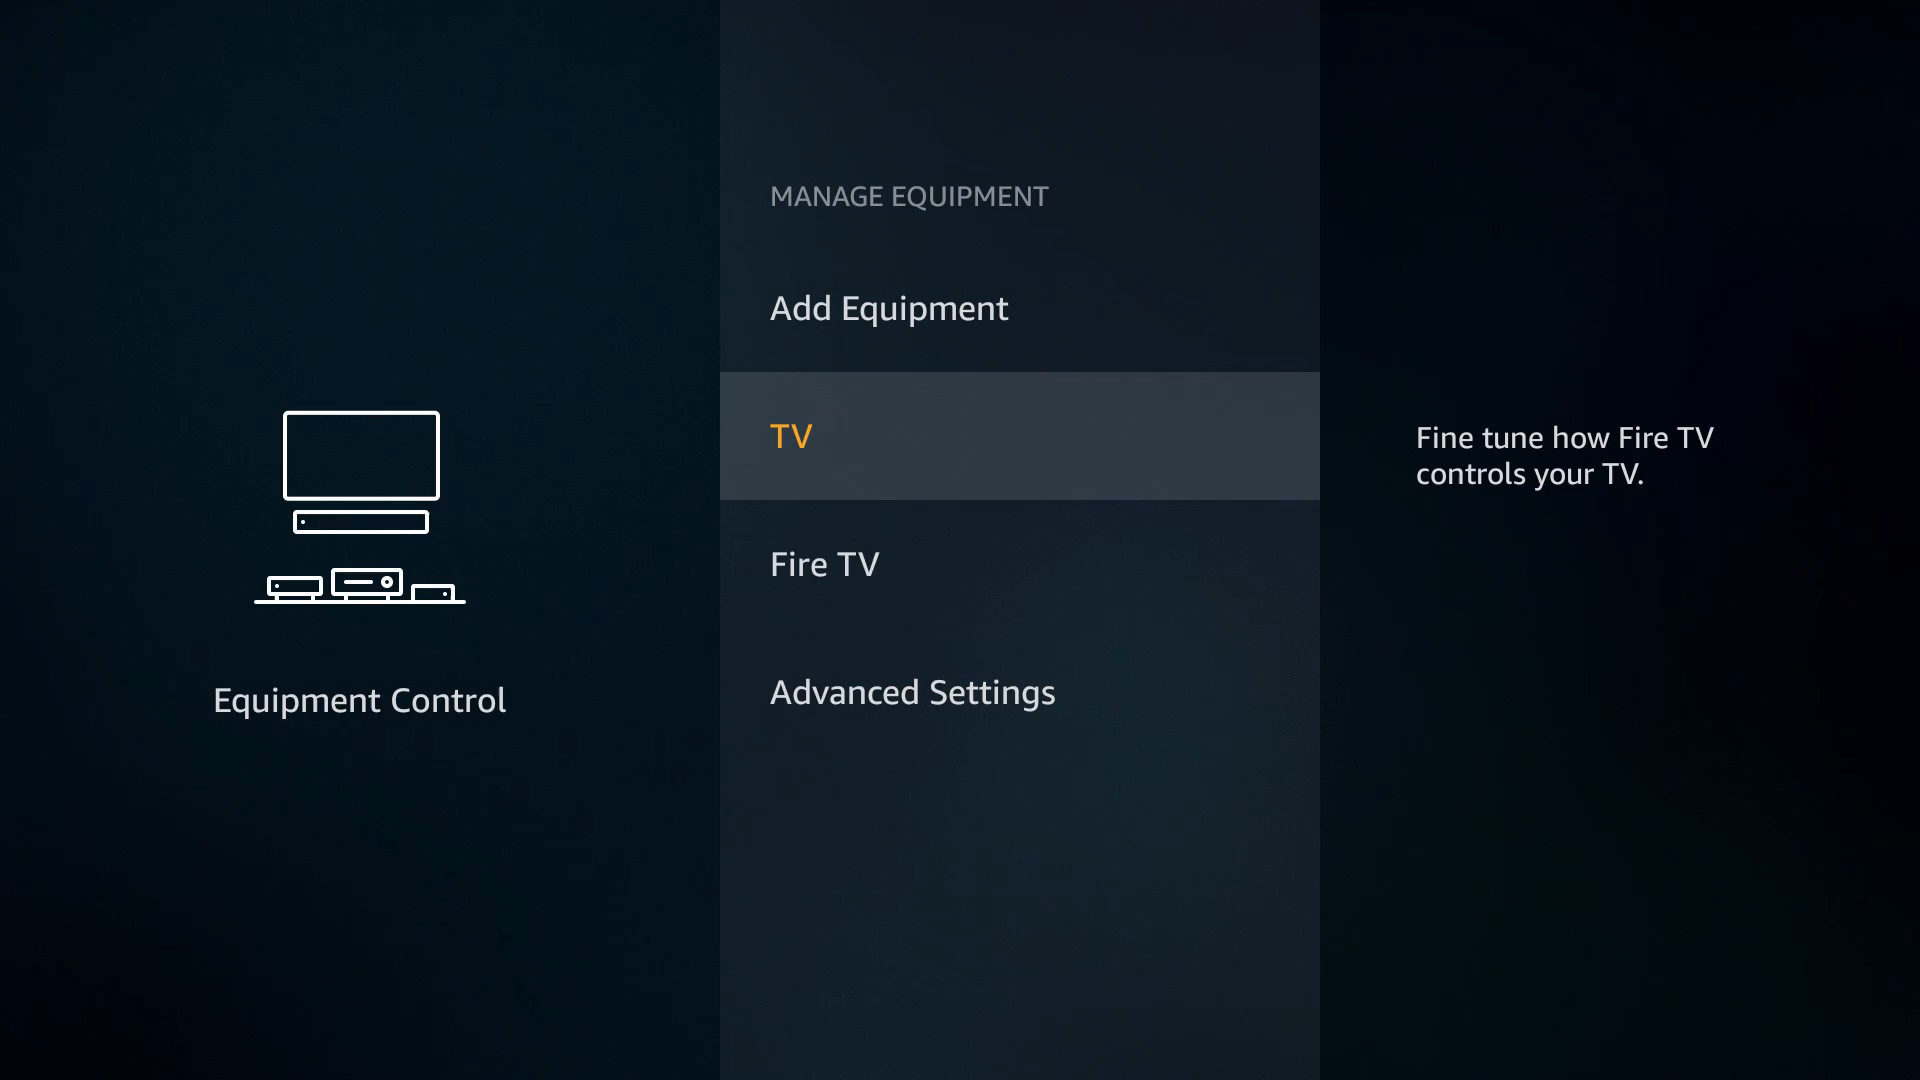 MANAGE EQUIPMENT
Add Equipment
TV
Fire TV
Advanced Settings
Equipment Control
Fine tune how Fire TV
controls your TV.